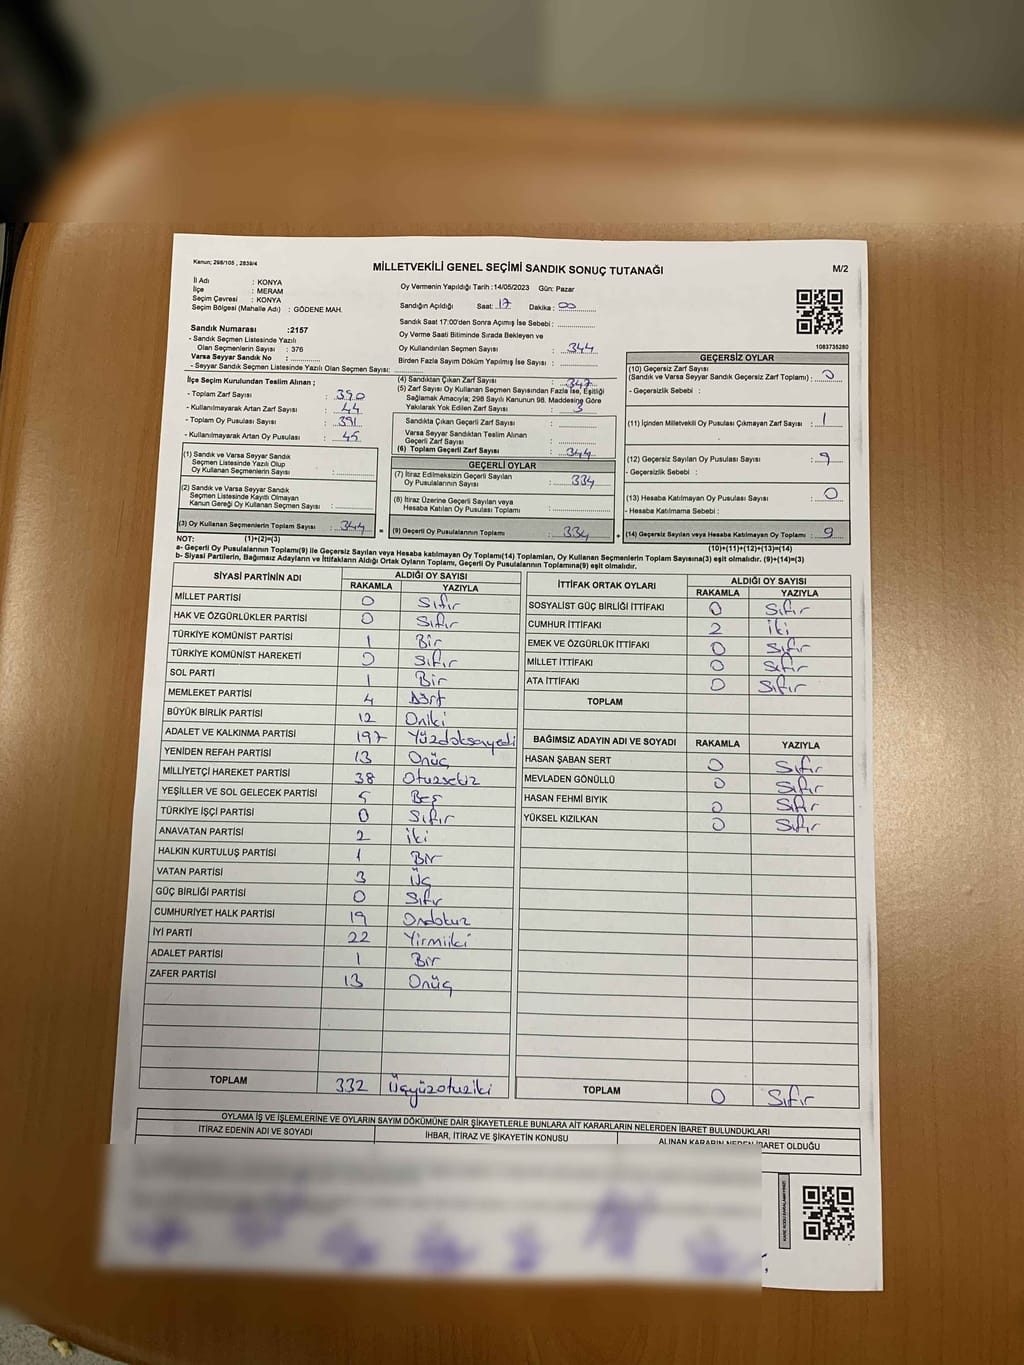 Kanun; 298/105 , 2839/4
MİLLETVEKİLİ GENEL SEÇİMİ SANDIK SONUÇ TUTANAĞI
M/2
İl Adı : KONYA
İlçe : MERAM
Seçim Çevresi : KONYA
Seçim Bölgesi (Mahalle Adı) : GÖDENE MAH.
Sandık Numarası :2157
- Sandık Seçmen Listesinde Yazılı
Olan Seçmenlerin Sayısı : 376
Varsa Seyyar Sandık No :
- Seyyar Sandık Seçmen Listesinde Yazılı Olan Seçmen Sayısı:
Oy Vermenin Yapıldığı Tarih :14/05/2023 Gün: Pazar
Sandığın Açıldığı Saat: 17 Dakika : 00
Sandık Saat 17:00'den Sonra Açımış İse Sebebi :
Oy Verme Saati Bitiminde Sırada Bekleyen ve
Oy Kullandırılan Seçmen Sayısı : 344
Birden Fazla Sayım Döküm Yapılmış İse Sayısı :
1083735280
İlçe Seçim Kurulundan Teslim Alınan ;
- Toplam Zarf Sayısı : 390
- Kullanılmayarak Artan Zarf Sayısı : 44
- Toplam Oy Pusulası Sayısı : 391
- Kullanılmayarak Artan Oy Pusulası : 45
(1) Sandık ve Varsa Seyyar Sandık
Seçmen Listesinde Yazılı Olup
Oy Kullanan Seçmenlerin Sayısı :
(2) Sandık ve Varsa Seyyar Sandık
Seçmen Listesinde Kayıtlı Olmayan
Kanun Gereği Oy Kullanan Seçmen Sayısı :
(3) Oy Kullanan Seçmenlerin Toplam Sayısı : 344
(4) Sandıktan Çıkan Zarf Sayısı : 347
(5) Zarf Sayısı Oy Kullanan Seçmen Sayısından Fazla İse, Eşitliği
Sağlamak Amacıyla; 298 Sayılı Kanunun 98. Maddesine Göre
Yakılarak Yok Edilen Zarf Sayısı : 3
Sandıkta Çıkan Geçerli Zarf Sayısı :
Varsa Seyyar Sandıktan Teslim Alınan
Geçerli Zarf Sayısı :
(6) Toplam Geçerli Zarf Sayısı : 344
GEÇERLİ OYLAR
(7) İtiraz Edilmeksizin Geçerli Sayılan
Oy Pusulalarının Sayısı : 334
(8) İtiraz Üzerine Geçerli Sayılan veya
Hesaba Katılan Oy Pusulası Toplamı :
= (9) Geçerli Oy Pusulalarının Toplamı : 334
GEÇERSİZ OYLAR
(10) Geçersiz Zarf Sayısı
(Sandık ve Varsa Seyyar Sandık Geçersiz Zarf Toplamı) : 0
- Geçersizlik Sebebi :
(11) İçinden Milletvekili Oy Pusulası Çıkmayan Zarf Sayısı : 1
(12) Geçersiz Sayılan Oy Pusulası Sayısı : 9
- Geçersizlik Sebebi :
(13) Hesaba Katılmayan Oy Pusulası Sayısı : 0
- Hesaba Katılmama Sebebi :
+ (14) Geçersiz Sayılan veya Hesaba Katılmayan Oy Toplamı : 9
NOT: (1)+(2)=(3)
(10)+(11)+(12)+(13)=(14)
a- Geçerli Oy Pusulalarının Toplamı(9) ile Geçersiz Sayılan veya Hesaba katılmayan Oy Toplamı(14) Toplamları, Oy Kullanan Seçmenlerin Toplam Sayısına(3) eşit olmalıdır. (9)+(14)=(3)
b- Siyasi Partilerin, Bağımsız Adayların ve İttifakların Aldığı Ortak Oyların Toplamı, Geçerli Oy Pusulalarının Toplamına(9) eşit olmalıdır.
SİYASİ PARTİNİN ADI ALDIĞI OY SAYISI
RAKAMLA YAZIYLA
MİLLET PARTİSİ 0 Sıfır
HAK VE ÖZGÜRLÜKLER PARTİSİ 0 Sıfır
TÜRKİYE KOMÜNİST PARTİSİ 1 Bir
TÜRKİYE KOMÜNİST HAREKETİ 0 Sıfır
SOL PARTİ 1 Bir
MEMLEKET PARTİSİ 4 Dört
BÜYÜK BİRLİK PARTİSİ 12 Oniki
ADALET VE KALKINMA PARTİSİ 197 Yüzdoksanyedi
YENİDEN REFAH PARTİSİ 13 Onüç
MİLLİYETÇİ HAREKET PARTİSİ 38 Otuzsekiz
YEŞİLLER VE SOL GELECEK PARTİSİ 5 Beş
TÜRKİYE İŞÇİ PARTİSİ 0 Sıfır
ANAVATAN PARTİSİ 2 İki
HALKIN KURTULUŞ PARTİSİ 1 Bir
VATAN PARTİSİ 3 Üç
GÜÇ BİRLİĞİ PARTİSİ 0 Sıfır
CUMHURİYET HALK PARTİSİ 19 Ondokuz
İYİ PARTİ 22 Yirmiiki
ADALET PARTİSİ 1 Bir
ZAFER PARTİSİ 13 Onüç
TOPLAM 332 Üçyüzotuziki
İTTİFAK ORTAK OYLARI ALDIĞI OY SAYISI
RAKAMLA YAZIYLA
SOSYALİST GÜÇ BİRLİĞİ İTTİFAKI 0 Sıfır
CUMHUR İTTİFAKI 2 İki
EMEK VE ÖZGÜRLÜK İTTİFAKI 0 Sıfır
MİLLET İTTİFAKI 0 Sıfır
ATA İTTİFAKI 0 Sıfır
TOPLAM
BAĞIMSIZ ADAYIN ADI VE SOYADI RAKAMLA YAZIYLA
HASAN ŞABAN SERT 0 Sıfır
MEVLADEN GÖNÜLLÜ 0 Sıfır
HASAN FEHMİ BIYIK 0 Sıfır
YÜKSEL KIZILKAN 0 Sıfır
TOPLAM 0 Sıfır
OYLAMA İŞ VE İŞLEMLERİNE VE OYLARIN SAYIM DÖKÜMÜNE DAİR ŞİKAYETLERLE BUNLARA AİT KARARLARIN NELERDEN İBARET BULUNDUKLARI
İTİRAZ EDENİN ADI VE SOYADI İHBAR, İTİRAZ VE ŞİKAYETİN KONUSU ALINAN KARARIN NEDEN İBARET OLDUĞU